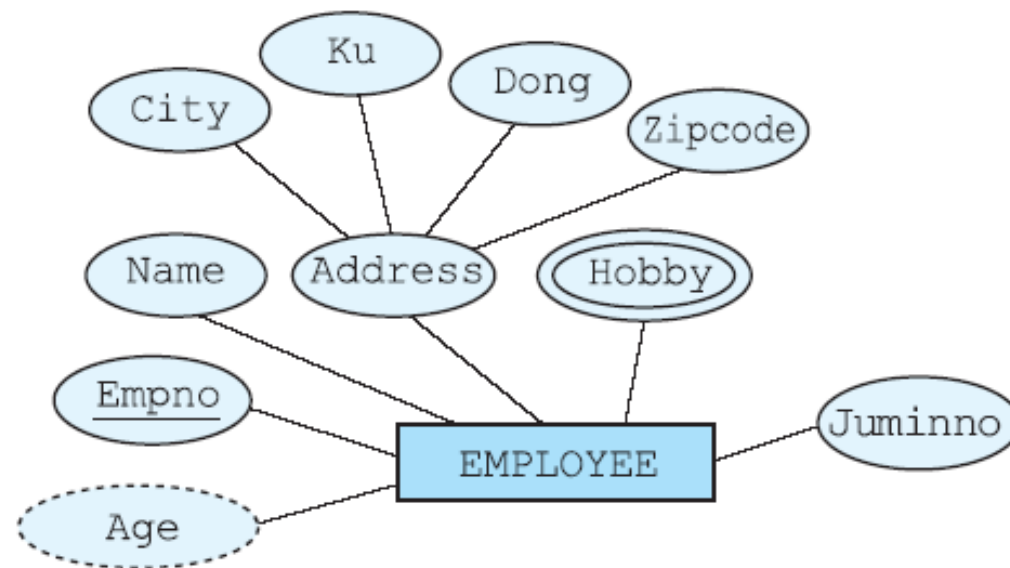 Ku
Dong
City
Zipcode
Name
Address
Hobby
Empno
Juminno
EMPLOYEE
Age